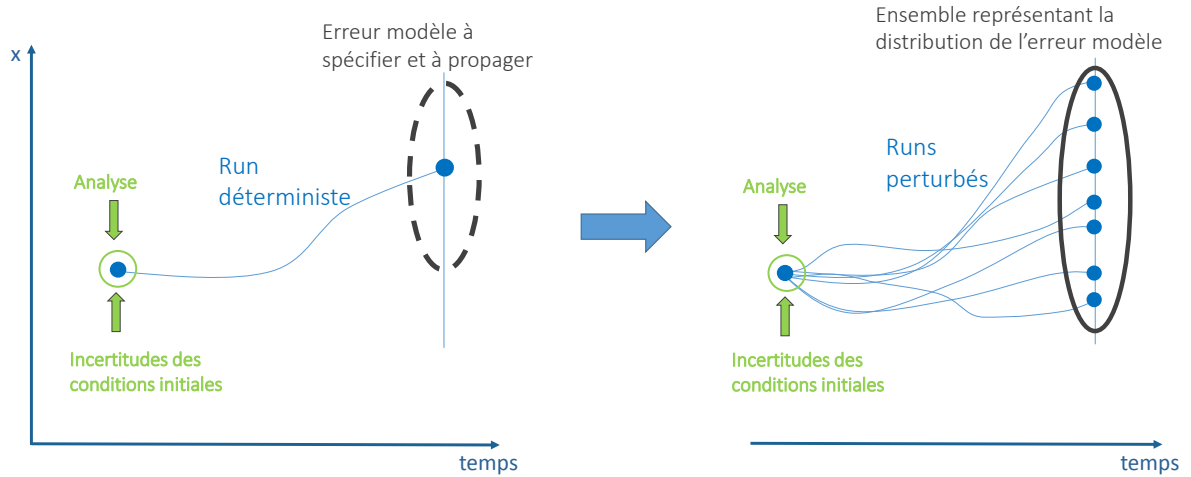 x
Erreur modèle à
spécifier et à propager
Run
déterministe
Analyse
Incertitudes des
conditions initiales
temps
Ensemble représentant la
distribution de l'erreur modèle
Runs
perturbés
Analyse
Incertitudes des
conditions initiales
temps